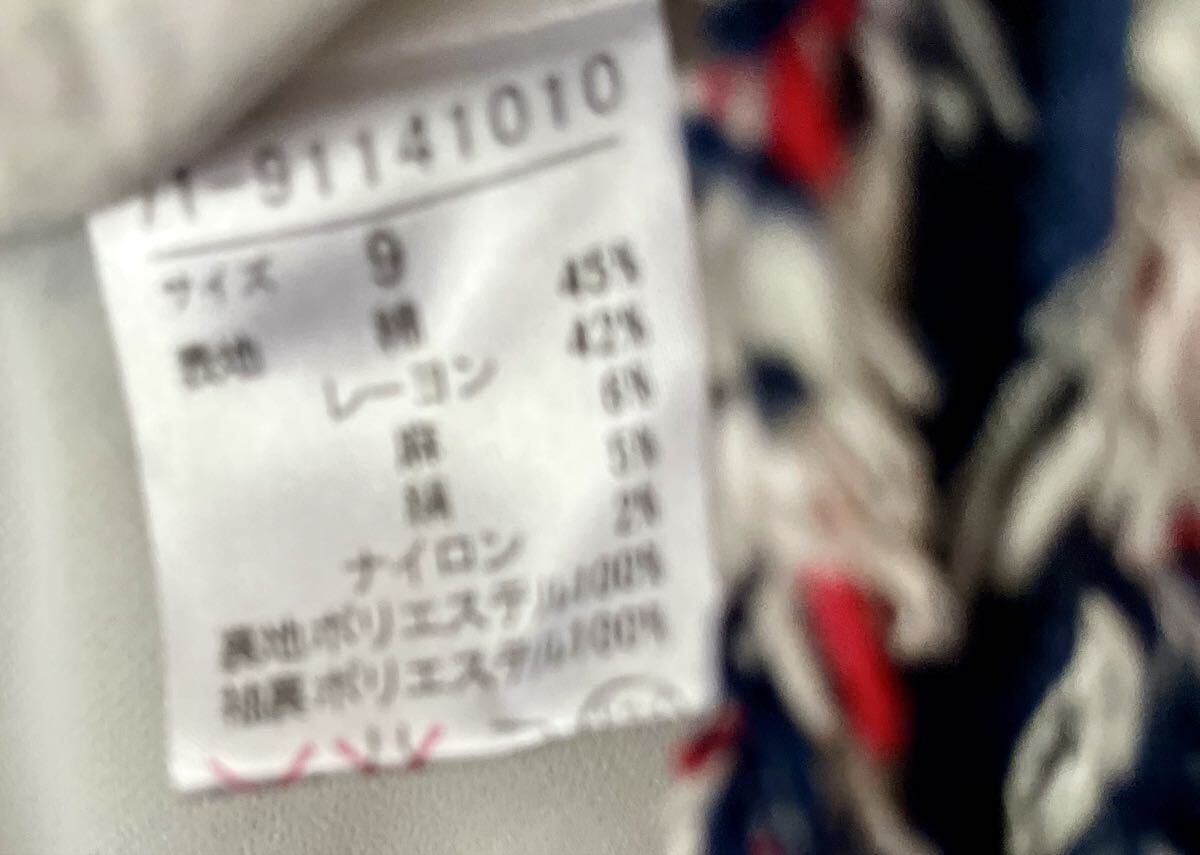 -91141010
サイズ 9
表地 綿 45%
レーヨン 42%
麻 6%
絹 5%
ナイロン 2%
裏地ポリエステル100%
袖裏ポリエステル100%